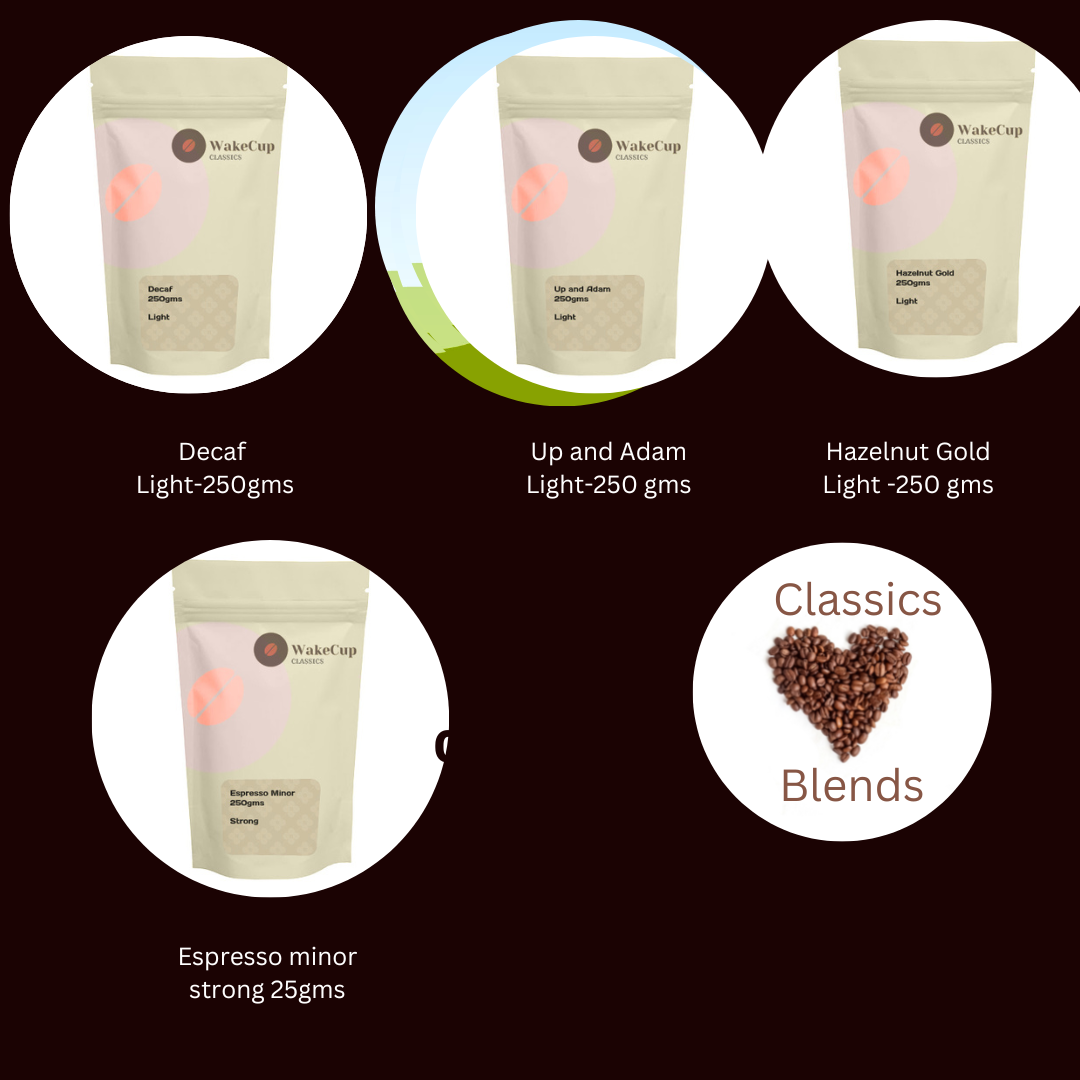 WakeCup
CLASSICS
Decaf
250gms
Light
WakeCup
CLASSICS
Up and Adam
250gms
Light
WakeCup
CLASSICS
Hazelnut Gold
250gms
Light
Decaf
Light-250gms
Up and Adam
Light-250 gms
Hazelnut Gold
Light -250 gms
WakeCup
CLASSICS
Espresso Minor
250gms
Strong
Classics
Blends
Espresso minor
strong 25gms